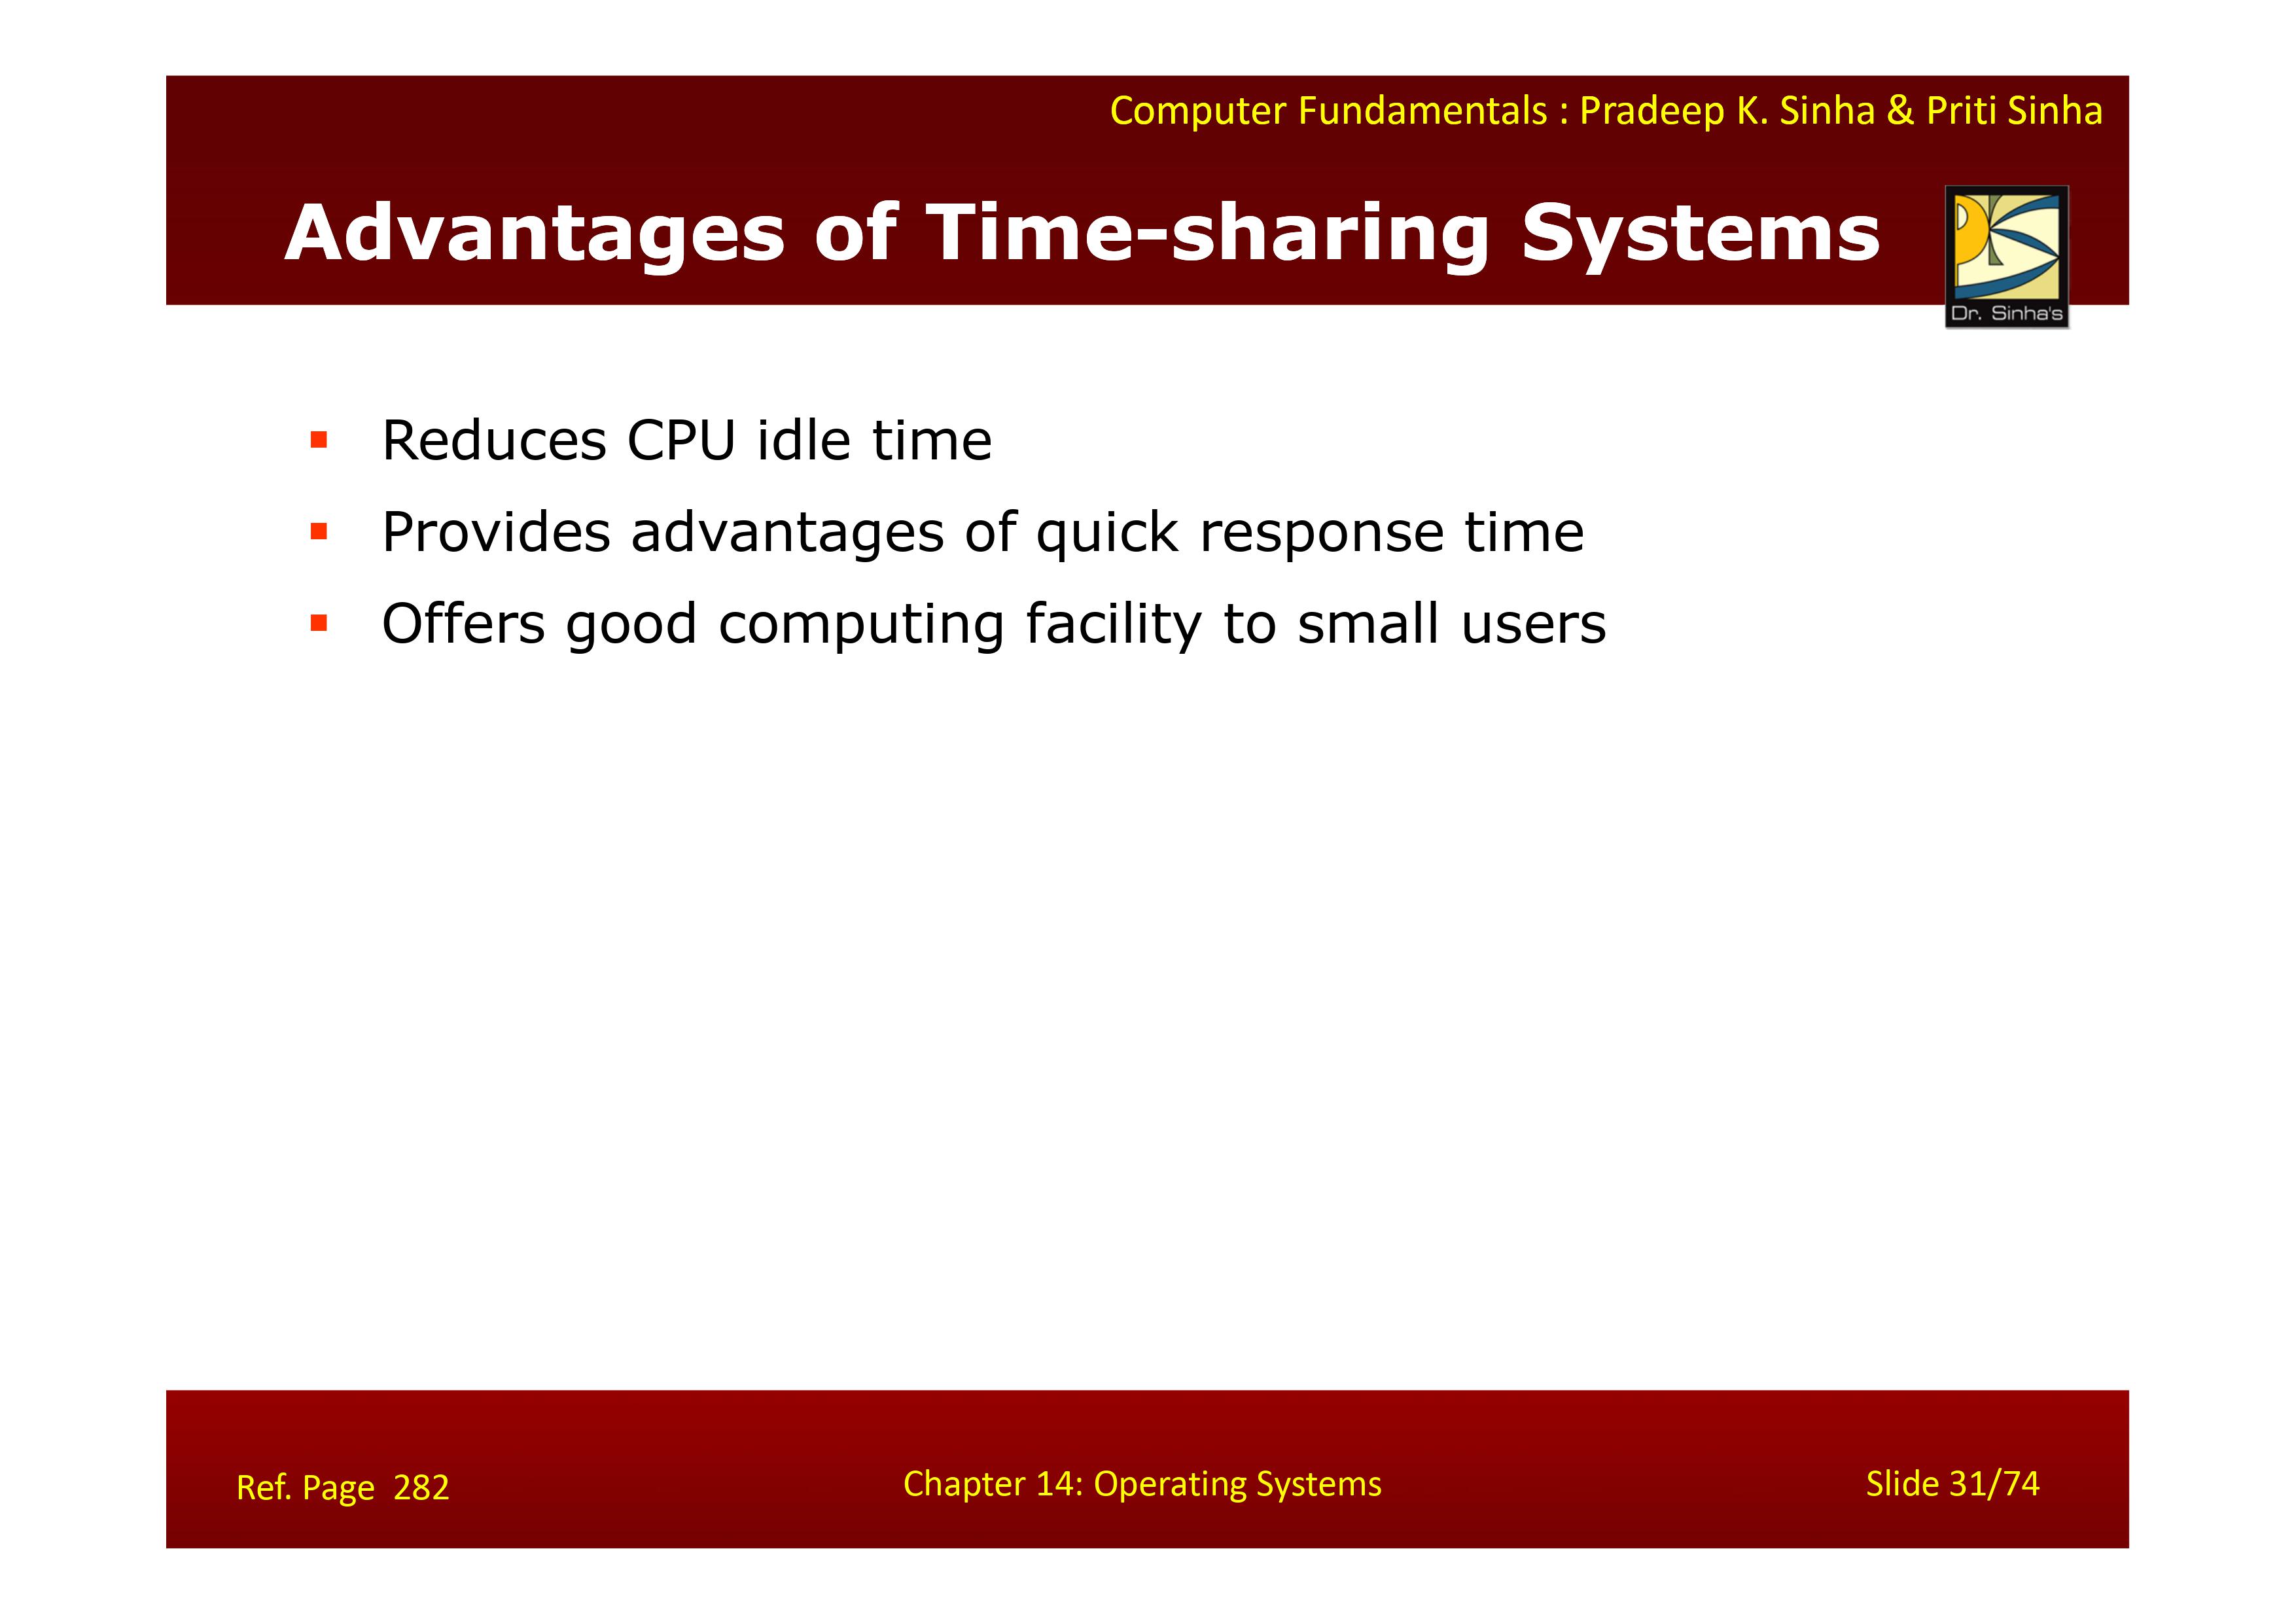 Computer Fundamentals : Pradeep K. Sinha & Priti Sinha
Advantages of Time-sharing Systems
Dr. Sinha's
▪ Reduces CPU idle time
▪ Provides advantages of quick response time
▪ Offers good computing facility to small users
Ref. Page 282
Chapter 14: Operating Systems
Slide 31/74